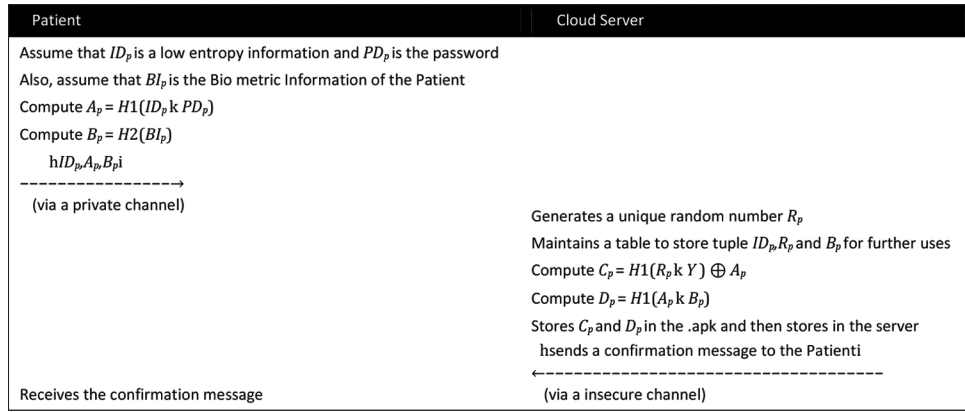 Patient Cloud Server
Assume that IDₚ is a low entropy information and PDₚ is the password
Also, assume that BIₚ is the Bio metric Information of the Patient
Compute Aₚ = H1(IDₚ k PDₚ)
Compute Bₚ = H2(BIₚ)
hIDₚ,Aₚ,Bₚi
−−−−−−−−−−−−−−−−−−→
(via a private channel)
Generates a unique random number Rₚ
Maintains a table to store tuple IDₚ,Rₚ and Bₚ for further uses
Compute Cₚ = H1(Rₚ k Y ) ⊕ Aₚ
Compute Dₚ = H1(Aₚ k Bₚ)
Stores Cₚ and Dₚ in the .apk and then stores in the server
hsends a confirmation message to the Patienti
←−−−−−−−−−−−−−−−−−−−−−−−−−−−−−−−−−−−−
Receives the confirmation message (via a insecure channel)